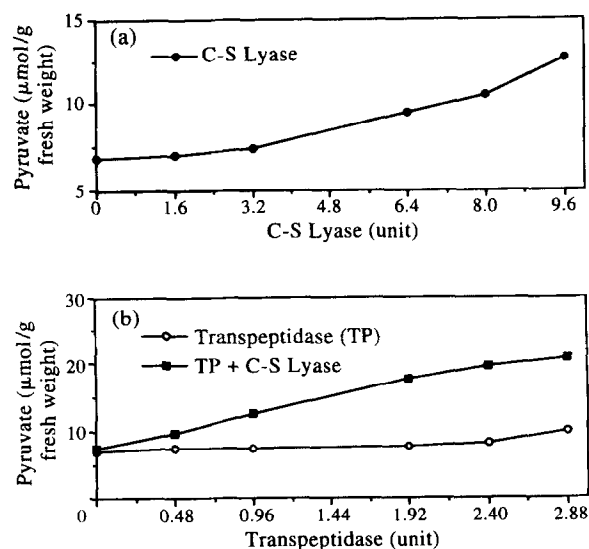 (a)
C-S Lyase
Pyruvate (μmol/g
fresh weight)
15
10
5
0 1.6 3.2 4.8 6.4 8.0 9.6
C-S Lyase (unit)
(b)
Transpeptidase (TP)
TP + C-S Lyase
Pyruvate (μmol/g
fresh weight)
30
20
10
0 0.48 0.96 1.44 1.92 2.40 2.88
Transpeptidase (unit)